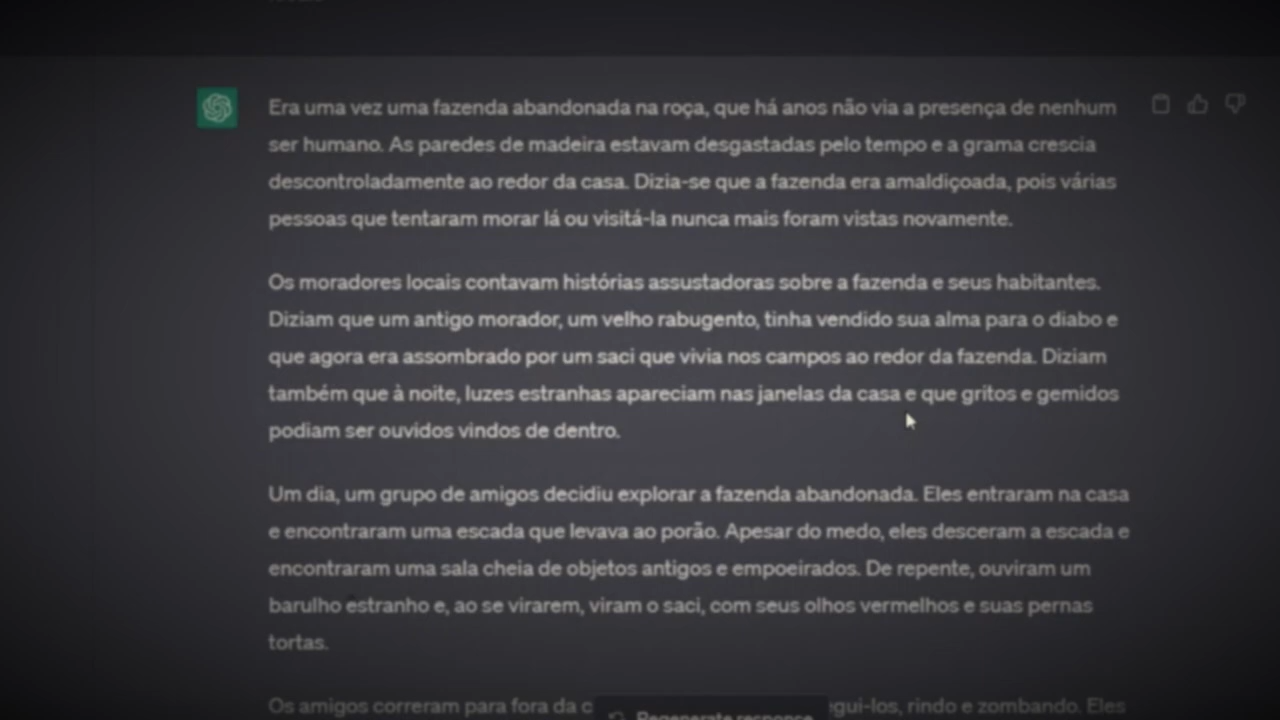 Era uma vez uma fazenda abandonada na roça, que há anos não via a presença de nenhum
ser humano. As paredes de madeira estavam desgastadas pelo tempo e a grama crescia
descontroladamente ao redor da casa. Dizia-se que a fazenda era amaldiçoada, pois várias
pessoas que tentaram morar lá ou visitá-la nunca mais foram vistas novamente.
Os moradores locais contavam histórias assustadoras sobre a fazenda e seus habitantes.
Diziam que um antigo morador, um velho rabugento, tinha vendido sua alma para o diabo e
que agora era assombrado por um saci que vivia nos campos ao redor da fazenda. Diziam
também que à noite, luzes estranhas apareciam nas janelas da casa e que gritos e gemidos
podiam ser ouvidos vindos de dentro.
Um dia, um grupo de amigos decidiu explorar a fazenda abandonada. Eles entraram na casa
e encontraram uma escada que levava ao porão. Apesar do medo, eles desceram a escada e
encontraram uma sala cheia de objetos antigos e empoeirados. De repente, ouviram um
barulho estranho e, ao se virarem, viram o saci, com seus olhos vermelhos e suas pernas
tortas.
Os amigos correram para fora da rindo e zombando. Eles
Regenerate response